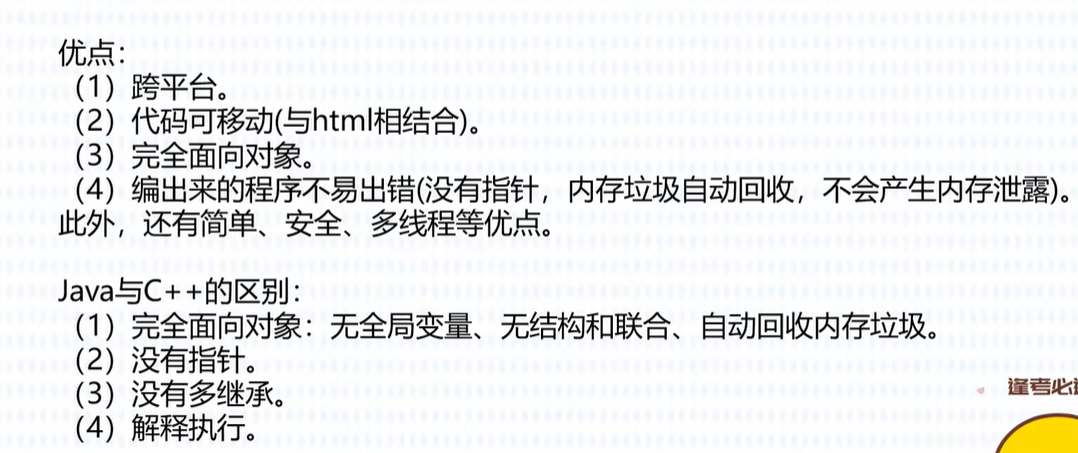 优点：
（1）跨平台。
（2）代码可移动(与html相结合)。
（3）完全面向对象。
（4）编出来的程序不易出错(没有指针，内存垃圾自动回收，不会产生内存泄露)。
此外，还有简单、安全、多线程等优点。
Java与C++的区别：
（1）完全面向对象：无全局变量、无结构和联合、自动回收内存垃圾。
（2）没有指针。
（3）没有多继承。
（4）解释执行。
逢考必